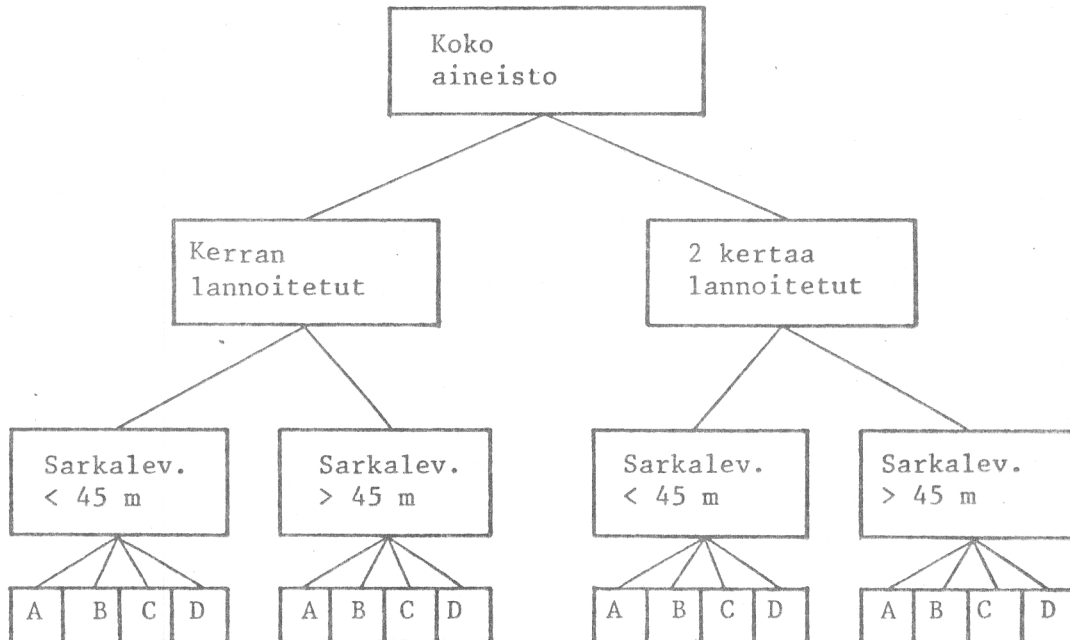 Koko
aineisto
Kerran
lannoitetut
2 kertaa
lannoitetut
Sarkalev.
< 45 m
Sarkalev.
> 45 m
Sarkalev.
< 45 m
Sarkalev.
> 45 m
A B C D
A B C D
A B C D
A B C D